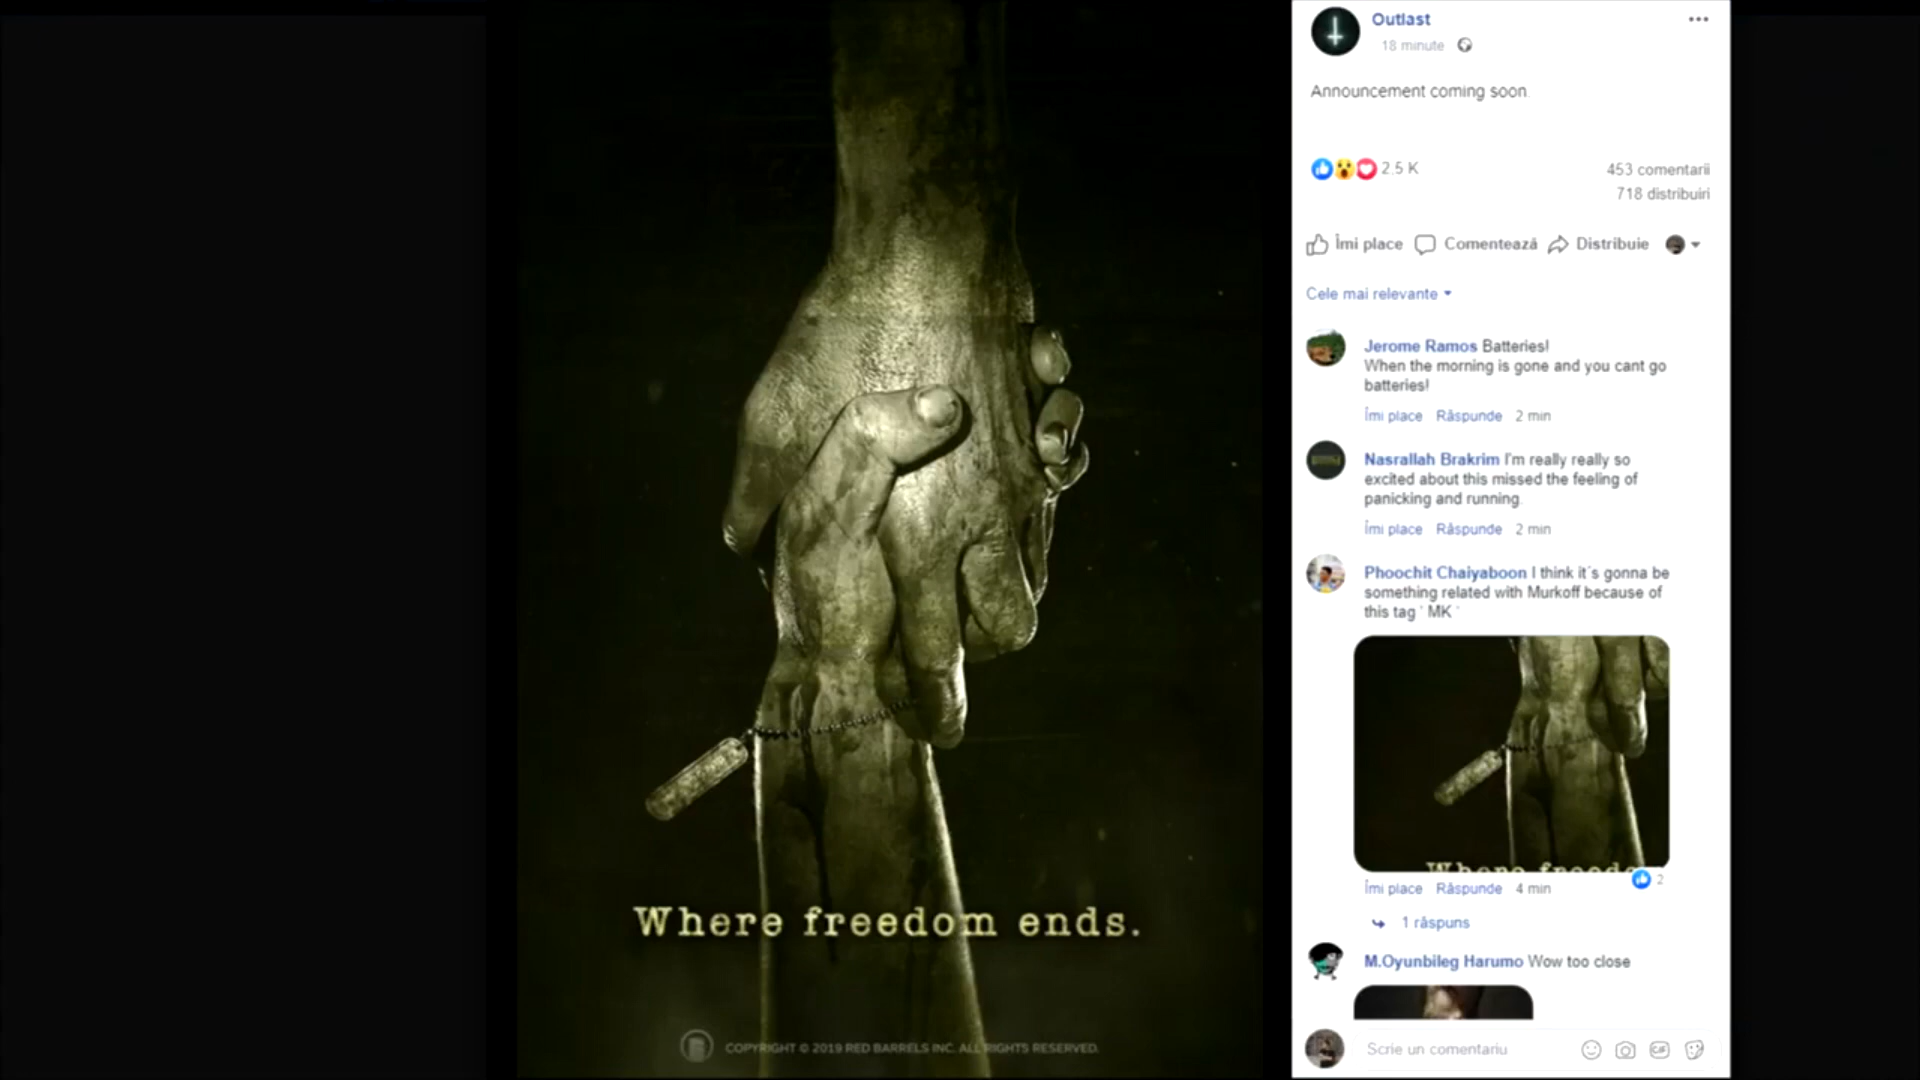 Where freedom ends.
COPYRIGHT © 2019 RED BARRELS INC. ALL RIGHTS RESERVED.
Outlast
18 minute
Announcement coming soon.
2.5 K
453 comentarii
718 distribuiri
Îmi place Comentează Distribuie
Cele mai relevante
Jerome Ramos Batteries!
When the morning is gone and you cant go
batteries!
Îmi place Răspunde 2 min
Nasrallah Brakrim I'm really really so
excited about this missed the feeling of
panicking and running.
Îmi place Răspunde 2 min
Phoochit Chaiyaboon I think it's gonna be
something related with Murkoff because of
this tag ' MK '
Where freedo
2
Îmi place Răspunde 4 min
1 răspuns
M.Oyunbileg Harumo Wow too close
Scrie un comentariu
GIF